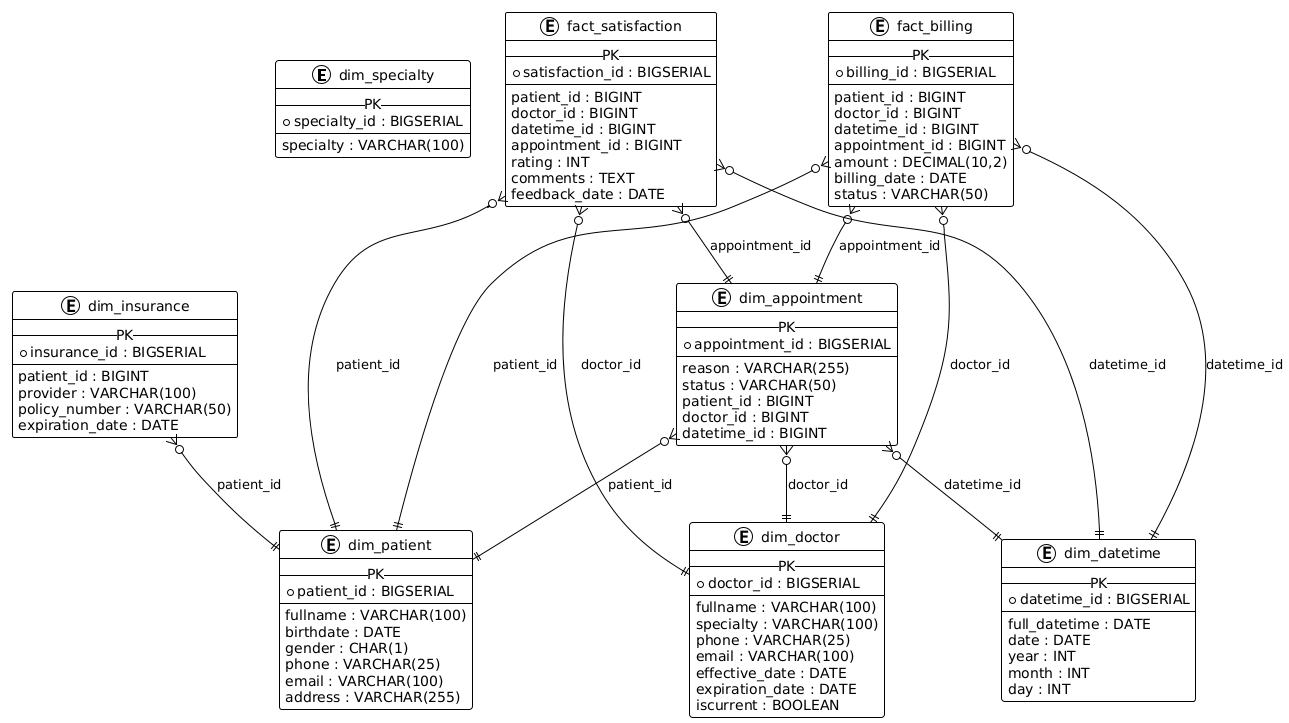 E fact_satisfaction
PK
satisfaction_id : BIGSERIAL
patient_id : BIGINT
doctor_id : BIGINT
datetime_id : BIGINT
appointment_id : BIGINT
rating : INT
comments : TEXT
feedback_date : DATE
E fact_billing
PK
billing_id : BIGSERIAL
patient_id : BIGINT
doctor_id : BIGINT
datetime_id : BIGINT
appointment_id : BIGINT
amount : DECIMAL(10,2)
billing_date : DATE
status : VARCHAR(50)
E dim_specialty
PK
specialty_id : BIGSERIAL
specialty : VARCHAR(100)
appointment_id
appointment_id
E dim_insurance
PK
insurance_id : BIGSERIAL
patient_id : BIGINT
provider : VARCHAR(100)
policy_number : VARCHAR(50)
expiration_date : DATE
E dim_appointment
PK
appointment_id : BIGSERIAL
reason : VARCHAR(255)
status : VARCHAR(50)
patient_id : BIGINT
doctor_id : BIGINT
datetime_id : BIGINT
patient_id
patient_id
doctor_id
doctor_id
datetime_id
datetime_id
patient_id
patient_id
doctor_id
datetime_id
E dim_patient
PK
patient_id : BIGSERIAL
fullname : VARCHAR(100)
birthdate : DATE
gender : CHAR(1)
phone : VARCHAR(25)
email : VARCHAR(100)
address : VARCHAR(255)
E dim_doctor
PK
doctor_id : BIGSERIAL
fullname : VARCHAR(100)
specialty : VARCHAR(100)
phone : VARCHAR(25)
email : VARCHAR(100)
effective_date : DATE
expiration_date : DATE
iscurrent : BOOLEAN
E dim_datetime
PK
datetime_id : BIGSERIAL
full_datetime : DATE
date : DATE
year : INT
month : INT
day : INT